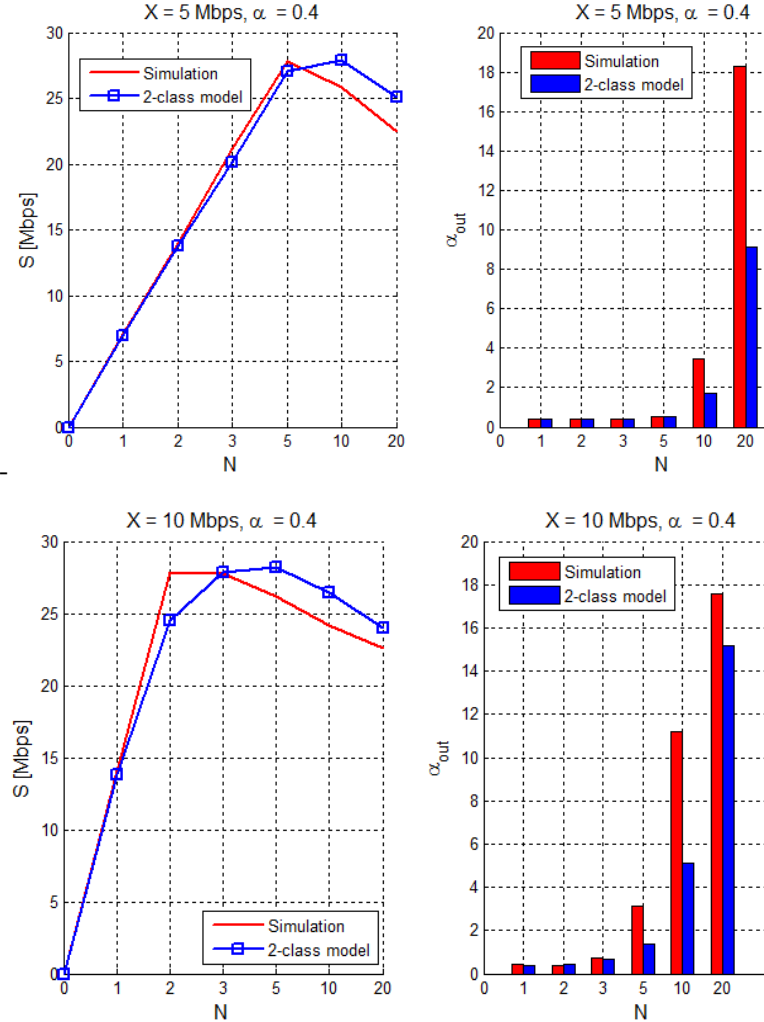 X = 5 Mbps, α = 0.4
30
25
20
15
10
5
0
S [Mbps]
Simulation
2-class model
0 1 2 3 5 10 20
N
X = 5 Mbps, α = 0.4
20
18
16
14
12
10
8
6
4
2
0
αout
Simulation
2-class model
0 1 2 3 5 10 20
N
X = 10 Mbps, α = 0.4
30
25
20
15
10
5
0
S [Mbps]
Simulation
2-class model
0 1 2 3 5 10 20
N
X = 10 Mbps, α = 0.4
20
18
16
14
12
10
8
6
4
2
0
αout
Simulation
2-class model
0 1 2 3 5 10 20
N